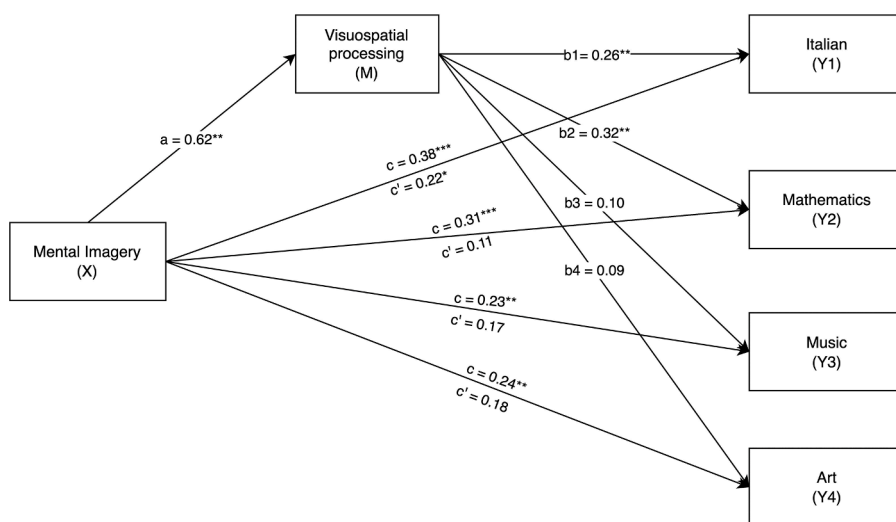 Visuospatial
processing
(M)
Italian
(Y1)
b1= 0.26**
a = 0.62**
b2 = 0.32**
c = 0.38***
c' = 0.22*
Mathematics
(Y2)
b3 = 0.10
c = 0.31***
c' = 0.11
Mental Imagery
(X)
b4 = 0.09
c = 0.23**
c' = 0.17
Music
(Y3)
c = 0.24**
c' = 0.18
Art
(Y4)